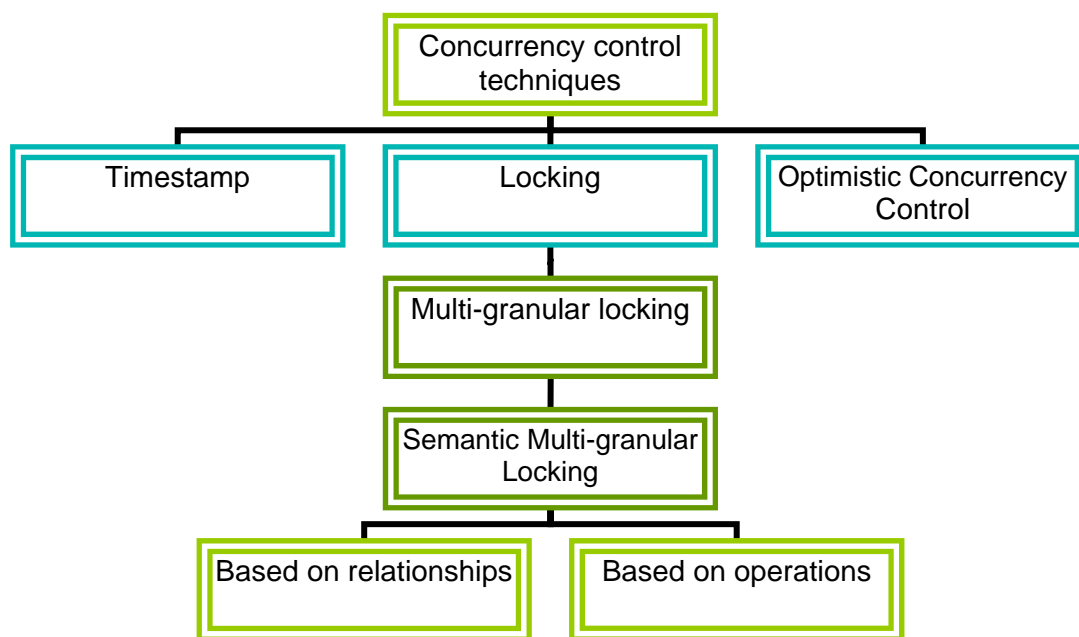 Concurrency control
techniques
Timestamp
Locking
Optimistic Concurrency
Control
Multi-granular locking
Semantic Multi-granular
Locking
Based on relationships
Based on operations